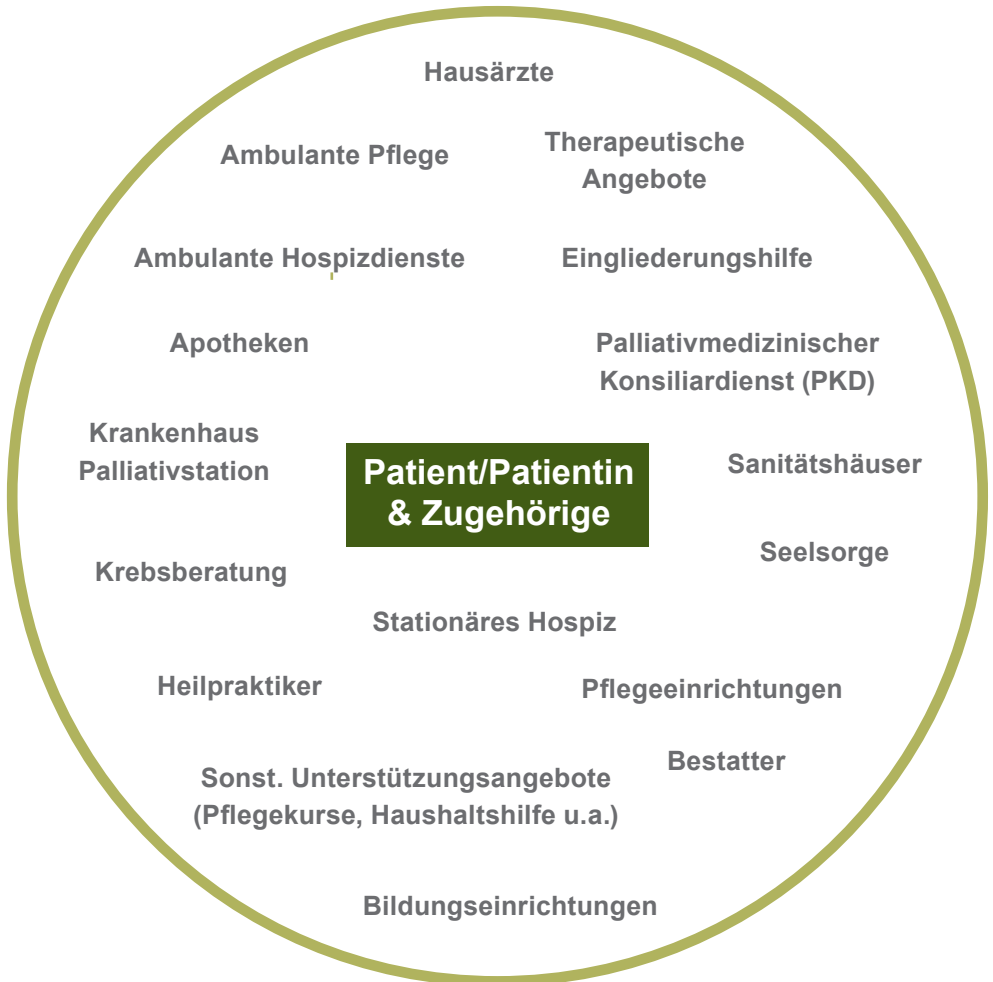 Hausärzte
Ambulante Pflege
Therapeutische
Angebote
Ambulante Hospizdienste
Eingliederungshilfe
Apotheken
Palliativmedizinischer
Konsiliardienst (PKD)
Krankenhaus
Palliativstation
Patient/Patientin
& Zugehörige
Sanitätshäuser
Seelsorge
Krebsberatung
Stationäres Hospiz
Heilpraktiker
Pflegeeinrichtungen
Bestatter
Sonst. Unterstützungsangebote
(Pflegekurse, Haushaltshilfe u.a.)
Bildungseinrichtungen